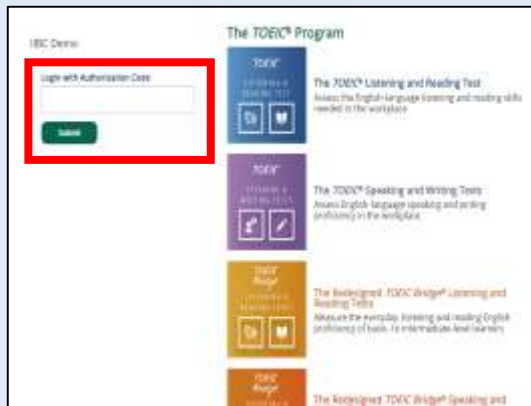 IIBC Demo
Login with Authorization Code
Submit
The TOEIC® Program
TOEIC
LISTENING &
READING TEST
The TOEIC® Listening and Reading Test
Assess the English-language listening and reading skills
needed in the workplace
TOEIC
SPEAKING &
WRITING TESTS
The TOEIC® Speaking and Writing Tests
Assess English-language speaking and writing
proficiency in the workplace
TOEIC
Bridge
LISTENING &
READING TESTS
The Redesigned TOEIC Bridge® Listening and
Reading Tests
Measure the everyday listening and reading English
proficiency of basic- to intermediate-level learners
TOEIC
Bridge
The Redesigned TOEIC Bridge® Speaking and